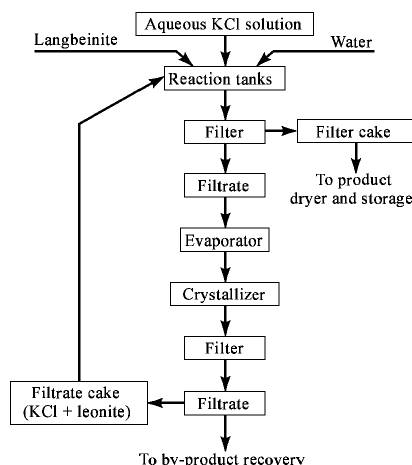 Aqueous KCl solution
Langbeinite
Water
Reaction tanks
Filter
Filter cake
Filtrate
To product
dryer and storage
Evaporator
Crystallizer
Filter
Filtrate cake
(KCl + leonite)
Filtrate
To by-product recovery